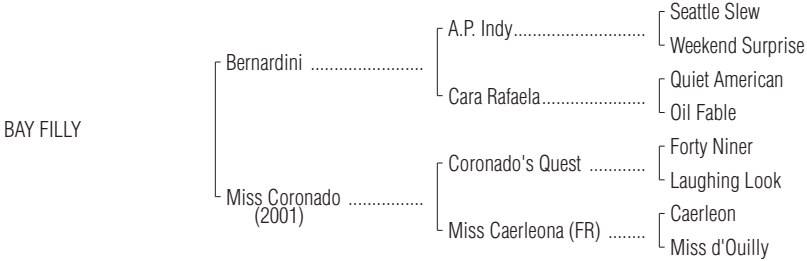 Seattle Slew
A.P. Indy..............................
Weekend Surprise
Bernardini ..........................
Quiet American
Cara Rafaela........................
Oil Fable
BAY FILLY
Forty Niner
Coronado's Quest .............
Laughing Look
Miss Coronado .................
(2001)
Caerleon
Miss Caerleona (FR) ........
Miss d'Ouilly